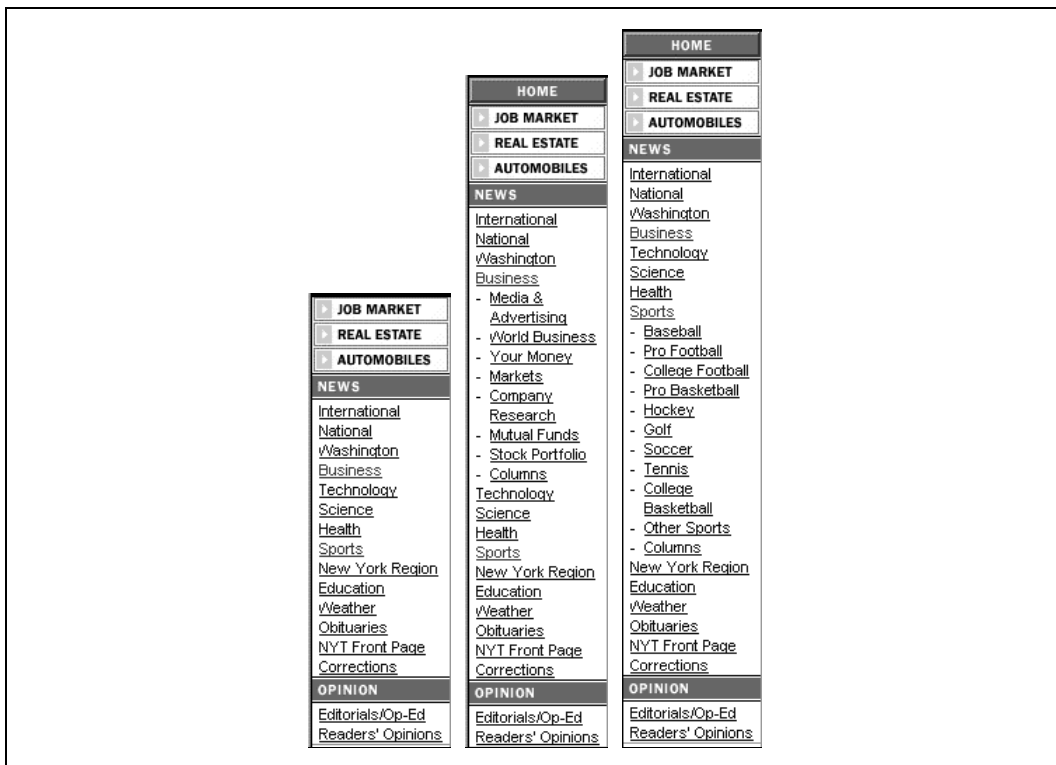 JOB MARKET
REAL ESTATE
AUTOMOBILES
NEWS
International
National
Washington
Business
Technology
Science
Health
Sports
New York Region
Education
Weather
Obituaries
NYT Front Page
Corrections
OPINION
Editorials/Op-Ed
Readers' Opinions
HOME
JOB MARKET
REAL ESTATE
AUTOMOBILES
NEWS
International
National
Washington
Business
- Media &
Advertising
- World Business
- Your Money
- Markets
- Company
Research
- Mutual Funds
- Stock Portfolio
- Columns
Technology
Science
Health
Sports
New York Region
Education
Weather
Obituaries
NYT Front Page
Corrections
OPINION
Editorials/Op-Ed
Readers' Opinions
HOME
JOB MARKET
REAL ESTATE
AUTOMOBILES
NEWS
International
National
Washington
Business
Technology
Science
Health
Sports
- Baseball
- Pro Football
- College Football
- Pro Basketball
- Hockey
- Golf
- Soccer
- Tennis
- College
Basketball
- Other Sports
- Columns
New York Region
Education
Weather
Obituaries
NYT Front Page
Corrections
OPINION
Editorials/Op-Ed
Readers' Opinions